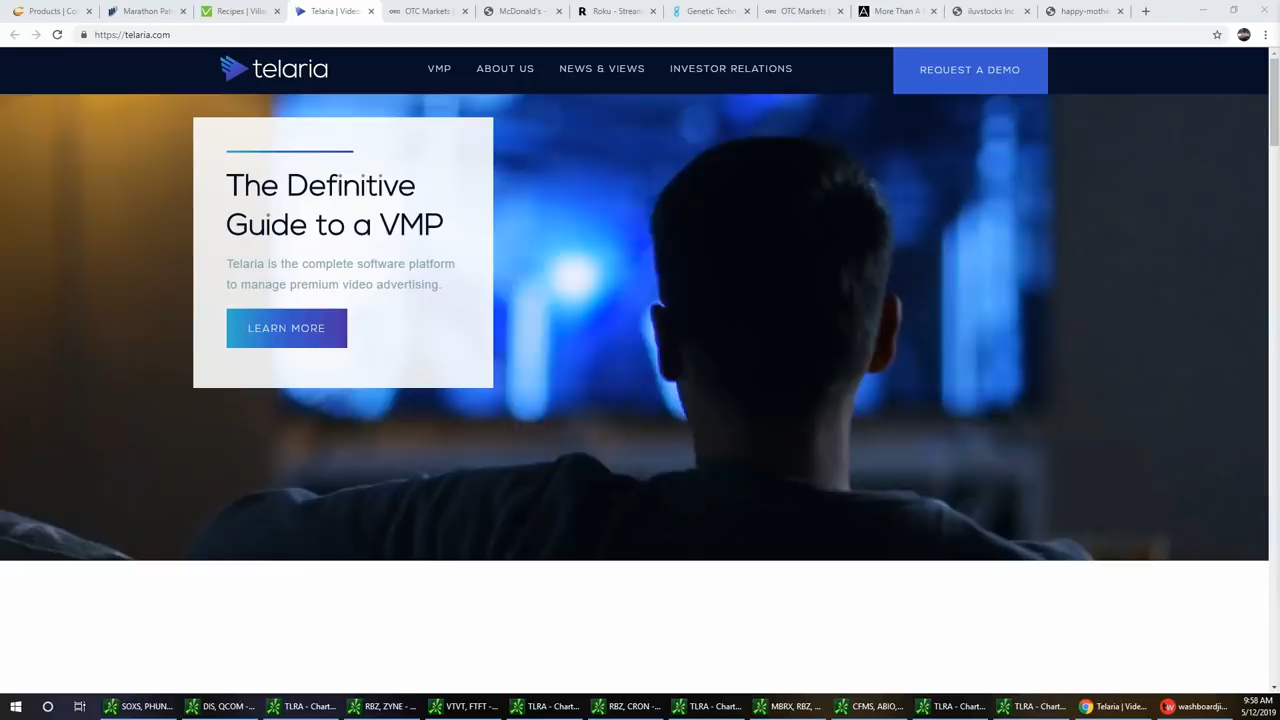 Products | Co
Marathon Pat
Recipes | Villa
Telaria | Video
OTC Markets |
McDonald's -
Roku - Stream
Genetic Techn
OTC Markets |
More Than A
iluvstocks Inc
happy-mothe
https://telaria.com
telaria
VMP
ABOUT US
NEWS & VIEWS
INVESTOR RELATIONS
REQUEST A DEMO
The Definitive
Guide to a VMP
Telaria is the complete software platform
to manage premium video advertising.
LEARN MORE
SOXS, PHUN...
DIS, QCOM -...
TLRA - Chart...
RBZ, ZYNE -...
VTVT, FTFT -...
TLRA - Chart...
RBZ, CRON -...
TLRA - Chart...
MBRX, RBZ, ...
CFMS, ABIO,...
TLRA - Chart...
TLRA - Chart...
Telaria | Vide...
washboardji...
9:58 AM
5/12/2019